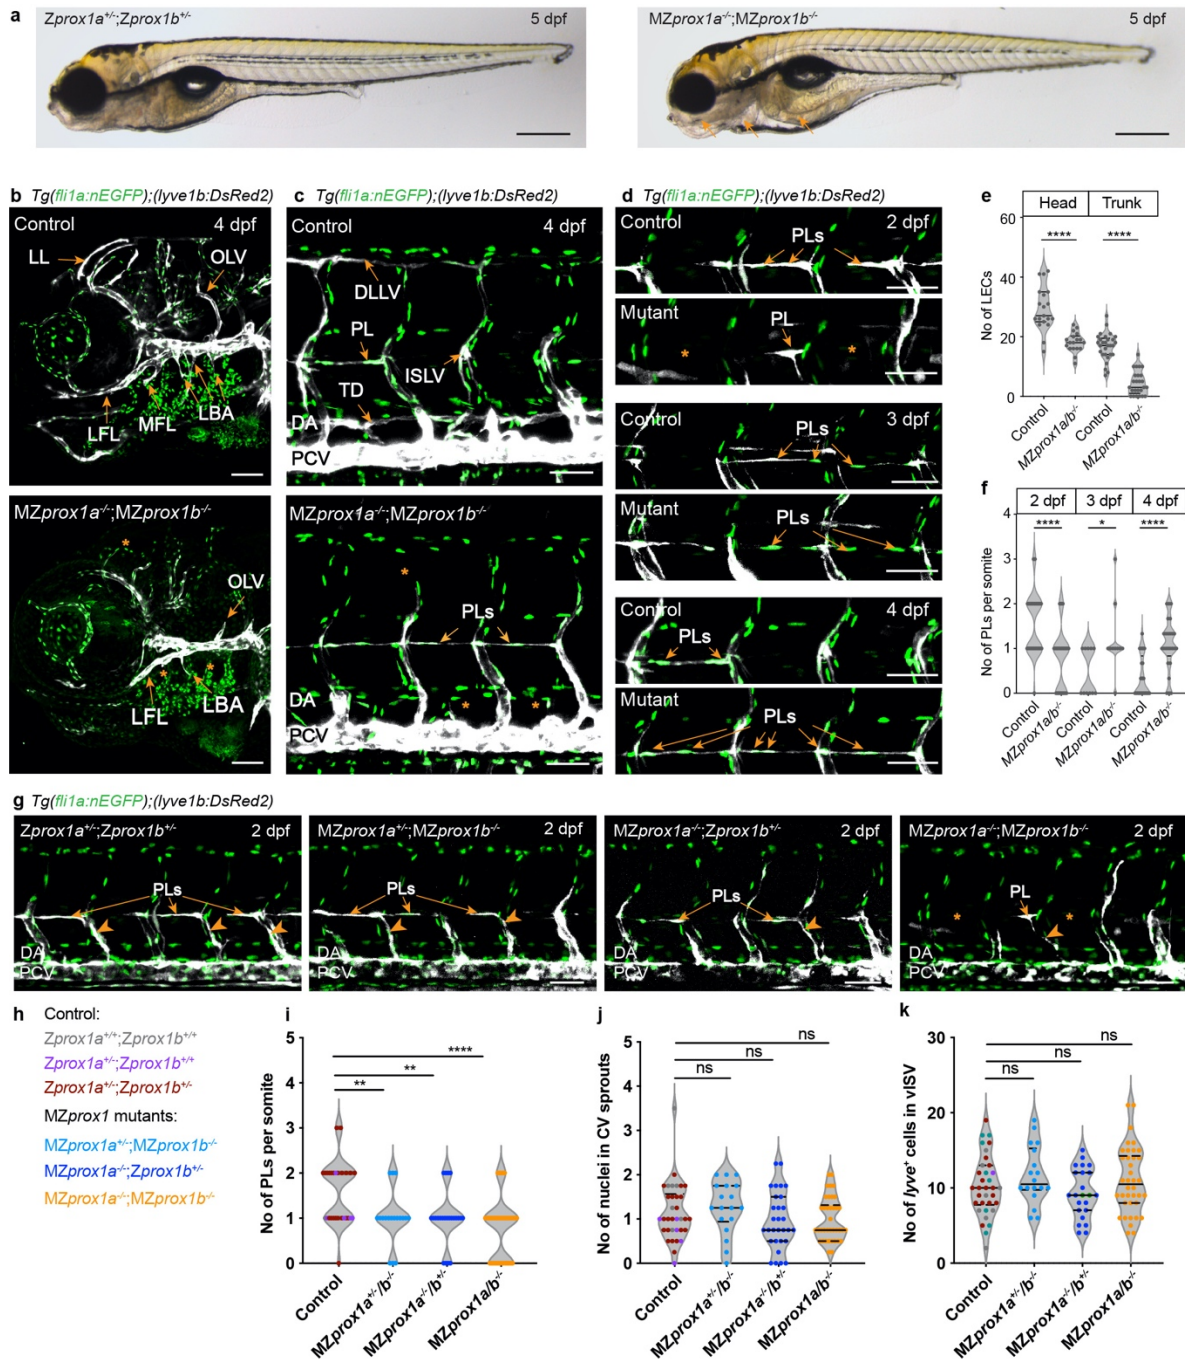 a Zprox1a+/-;Zprox1b+/- 5 dpf
MZprox1a-/-;MZprox1b-/- 5 dpf
b Tg(fli1a:nEGFP);(lyve1b:DsRed2)
Control 4 dpf
LL
OLV
LFL
MFL
LBA
MZprox1a-/-;MZprox1b-/-
*
OLV
*
*
LFL
LBA
c Tg(fli1a:nEGFP);(lyve1b:DsRed2)
Control 4 dpf
DLLV
PL
ISLV
TD
DA
PCV
MZprox1a-/-;MZprox1b-/-
*
PLs
DA
* *
PCV
d Tg(fli1a:nEGFP);(lyve1b:DsRed2)
Control 2 dpf
PLs
Mutant
PL
* *
Control 3 dpf
PLs
Mutant
PLs
Control 4 dpf
PLs
Mutant
PLs
e
Head Trunk
No of LECs
60
40
20
0
**** ****
Control
MZprox1a/b-/-
Control
MZprox1a/b-/-
f
2 dpf 3 dpf 4 dpf
No of PLs per somite
4
3
2
1
0
**** * ****
Control
MZprox1a/b-/-
Control
MZprox1a/b-/-
Control
MZprox1a/b-/-
g Tg(fli1a:nEGFP);(lyve1b:DsRed2)
Zprox1a+/-;Zprox1b+/- 2 dpf
PLs
DA
PCV
MZprox1a+/-;MZprox1b-/- 2 dpf
PLs
DA
PCV
MZprox1a-/-;Zprox1b+/- 2 dpf
PLs
DA
PCV
MZprox1a-/-;MZprox1b-/- 2 dpf
PL
* *
DA
PCV
h Control:
Zprox1a+/+;Zprox1b+/+
Zprox1a+/-;Zprox1b+/+
Zprox1a+/-;Zprox1b+/-
MZprox1 mutants:
MZprox1a+/-;MZprox1b-/-
MZprox1a-/-;Zprox1b+/-
MZprox1a-/-;MZprox1b-/-
i
No of PLs per somite
5
4
3
2
1
0
****
**
**
Control
MZprox1a+/-/b-/-
MZprox1a-/-/b+/-
MZprox1a/b-/-
j
No of nuclei in CV sprouts
5
4
3
2
1
0
ns
ns
ns
Control
MZprox1a+/-/b-/-
MZprox1a-/-/b+/-
MZprox1a/b-/-
k
No of lyve+ cells in vISV
30
20
10
0
ns
ns
ns
Control
MZprox1a+/-/b-/-
MZprox1a-/-/b+/-
MZprox1a/b-/-